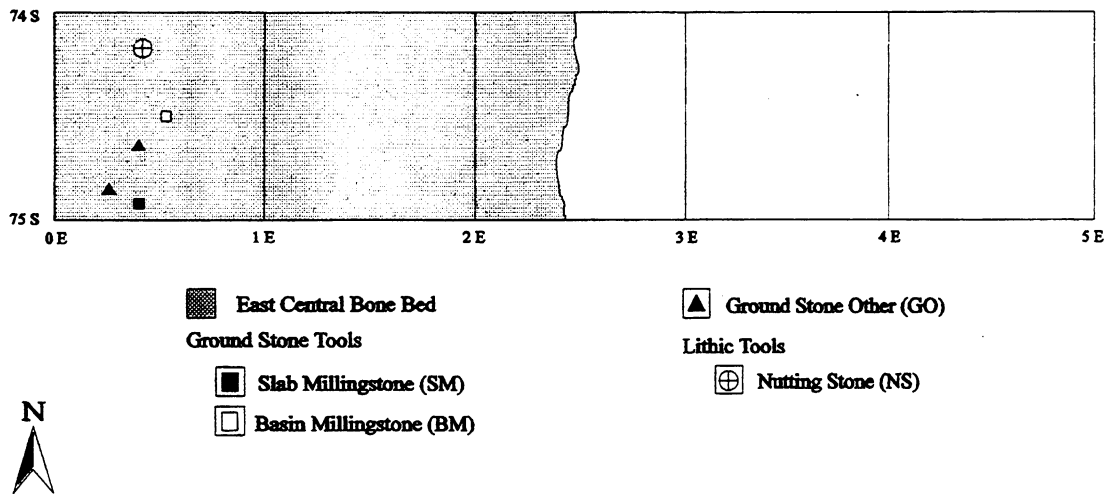 74 S
75 S
0 E 1 E 2 E 3 E 4 E 5 E
East Central Bone Bed
Ground Stone Tools
Slab Millingstone (SM)
Basin Millingstone (BM)
Ground Stone Other (GO)
Lithic Tools
Nutting Stone (NS)
N